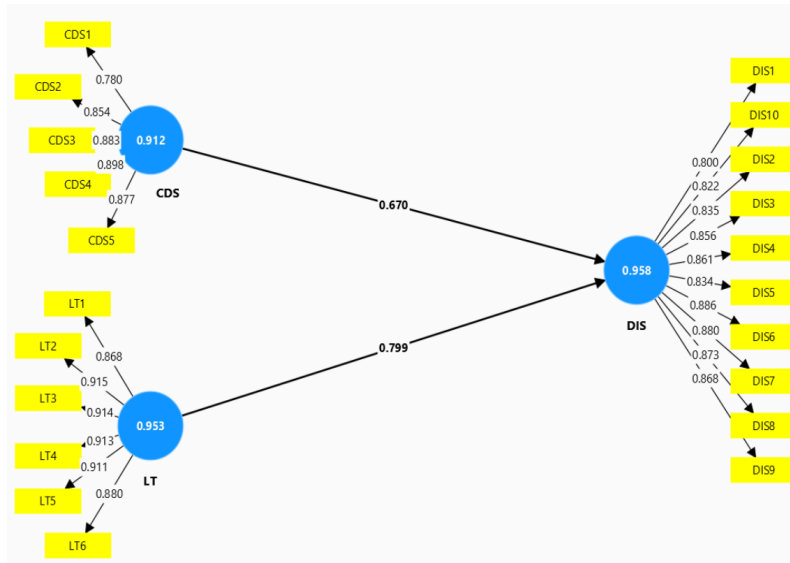 CDS1
0.780
CDS2
0.854
CDS3
0.883
0.912
0.898
CDS4
CDS
0.877
CDS5
LT1
0.868
LT2
0.915
LT3
0.914
0.953
0.913
LT4
0.911
LT
LT5
0.880
LT6
0.670
0.799
0.958
DIS
DIS1
0.800
DIS10
0.822
DIS2
0.835
DIS3
0.856
DIS4
0.861
DIS5
0.834
DIS6
0.886
DIS7
0.880
DIS8
0.873
DIS9
0.868